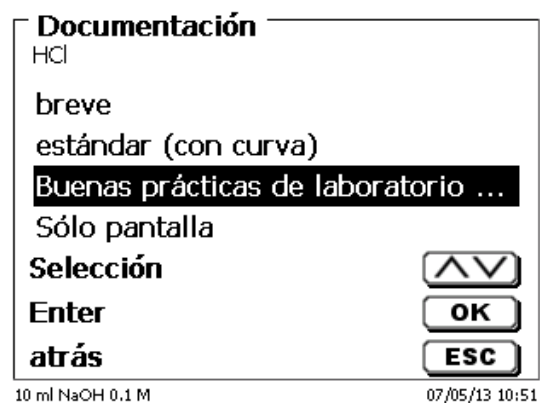 Documentación
HCl
breve
estándar (con curva)
Buenas prácticas de laboratorio ...
Sólo pantalla
Selección
Enter OK
atrás ESC
10 ml NaOH 0.1 M 07/05/13 10:51